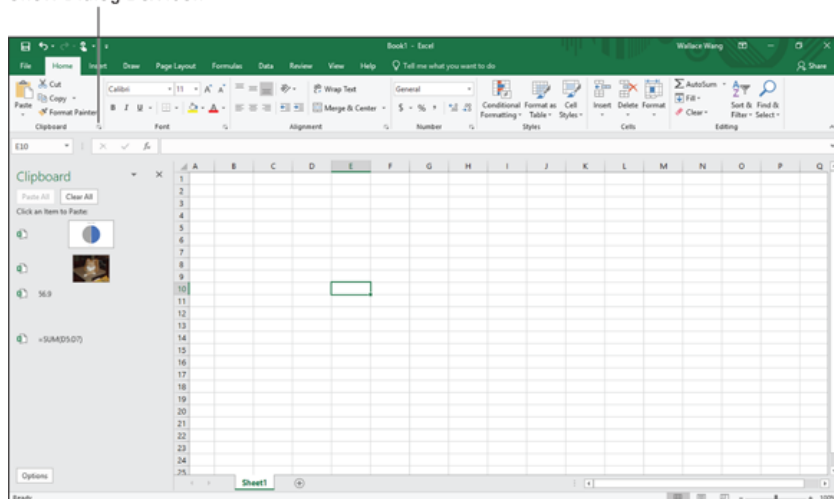 Book1 - Excel
Wallace Wang
File Home Insert Draw Page Layout Formulas Data Review View Help Tell me what you want to do Share
Paste
Cut
Copy
Format Painter
Calibri 11
B I U
Wrap Text
Merge & Center
General
$ % ,
Conditional Formatting
Format as Table
Cell Styles
Insert Delete Format
AutoSum
Fill
Clear
Sort & Filter
Find & Select
Clipboard Font Alignment Number Styles Cells Editing
E10 fx
Clipboard
Paste All Clear All
Click an Item to Paste:
56.9
=SUM(D5:D7)
Options
A B C D E F G H I J K L M N O P Q
1
2
3
4
5
6
7
8
9
10
11
12
13
14
15
16
17
18
19
20
21
22
23
24
25
Sheet1